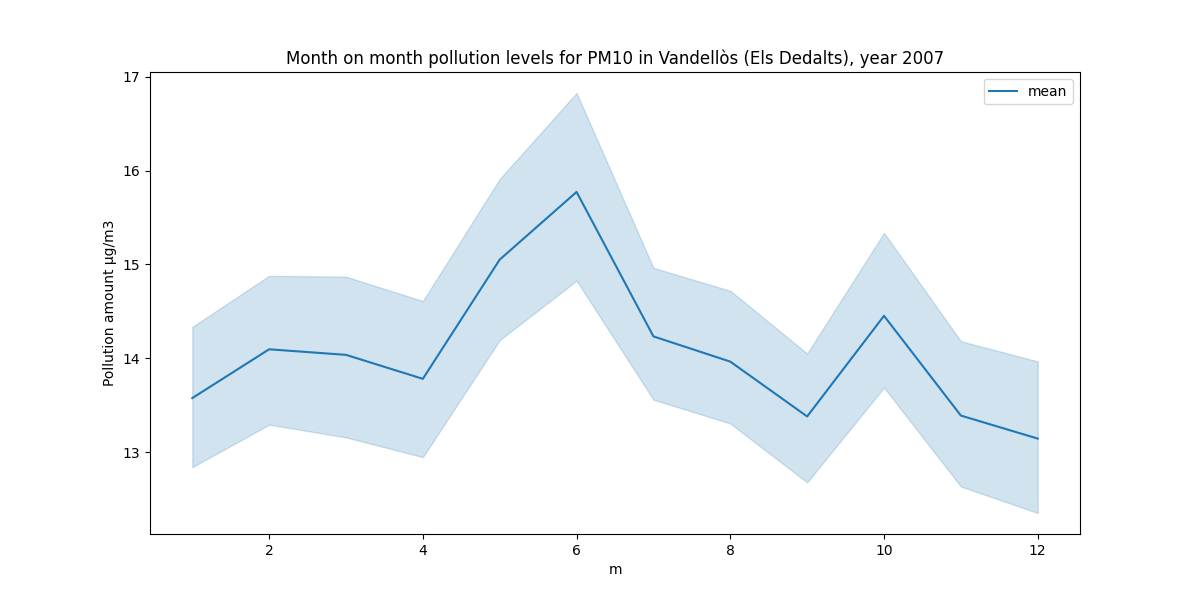 Month on month pollution levels for PM10 in Vandellòs (Els Dedalts), year 2007
mean
Pollution amount µg/m3
17
16
15
14
13
2 4 6 8 10 12
m